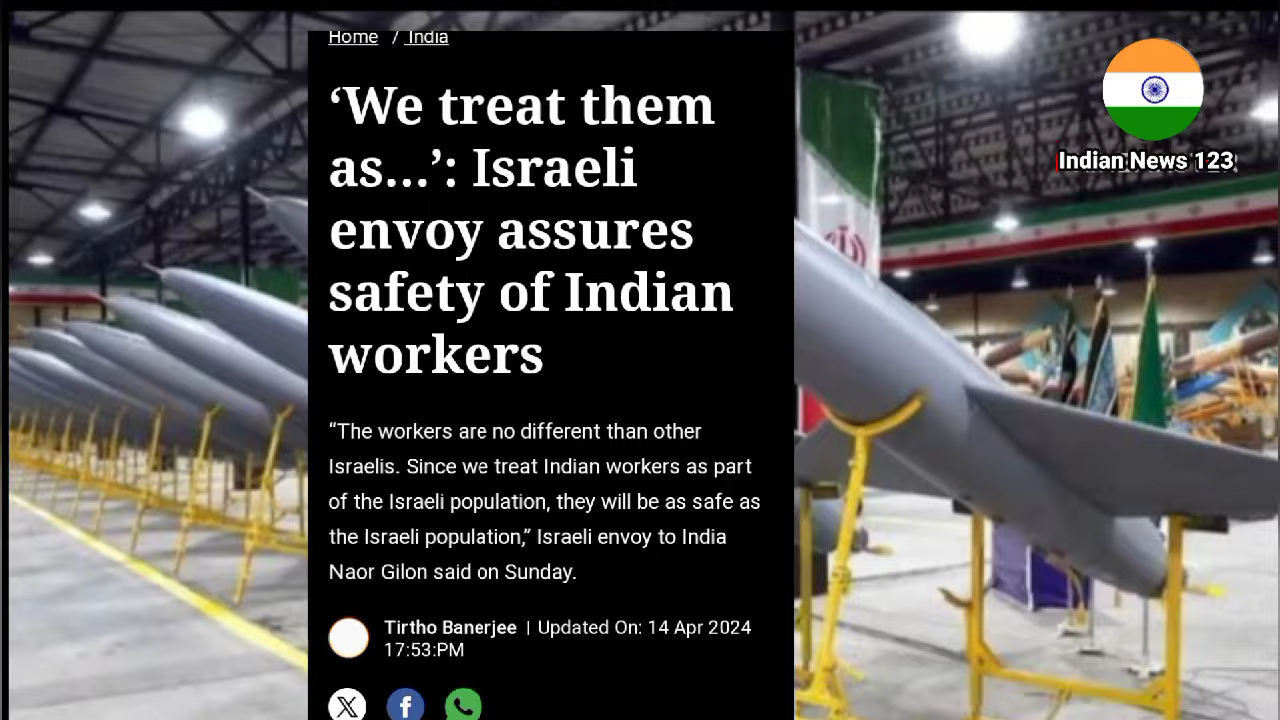 Home / India
‘We treat them
as...’: Israeli
envoy assures
safety of Indian
workers
“The workers are no different than other
Israelis. Since we treat Indian workers as part
of the Israeli population, they will be as safe as
the Israeli population,” Israeli envoy to India
Naor Gilon said on Sunday.
Tirtho Banerjee | Updated On: 14 Apr 2024
17:53:PM
Indian News 123